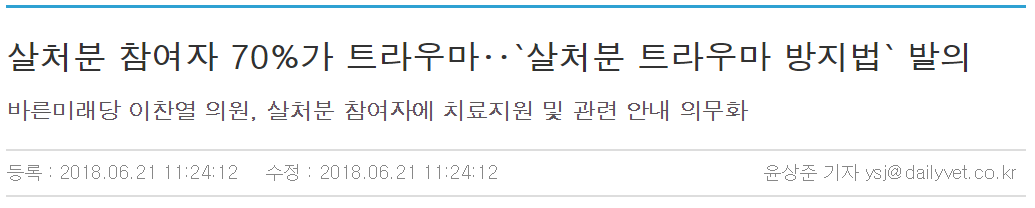 살처분 참여자 70%가 트라우마··`살처분 트라우마 방지법` 발의
바른미래당 이찬열 의원, 살처분 참여자에 치료지원 및 관련 안내 의무화
등록 : 2018.06.21 11:24:12 수정 : 2018.06.21 11:24:12 윤상준 기자 ysj@dailyvet.co.kr